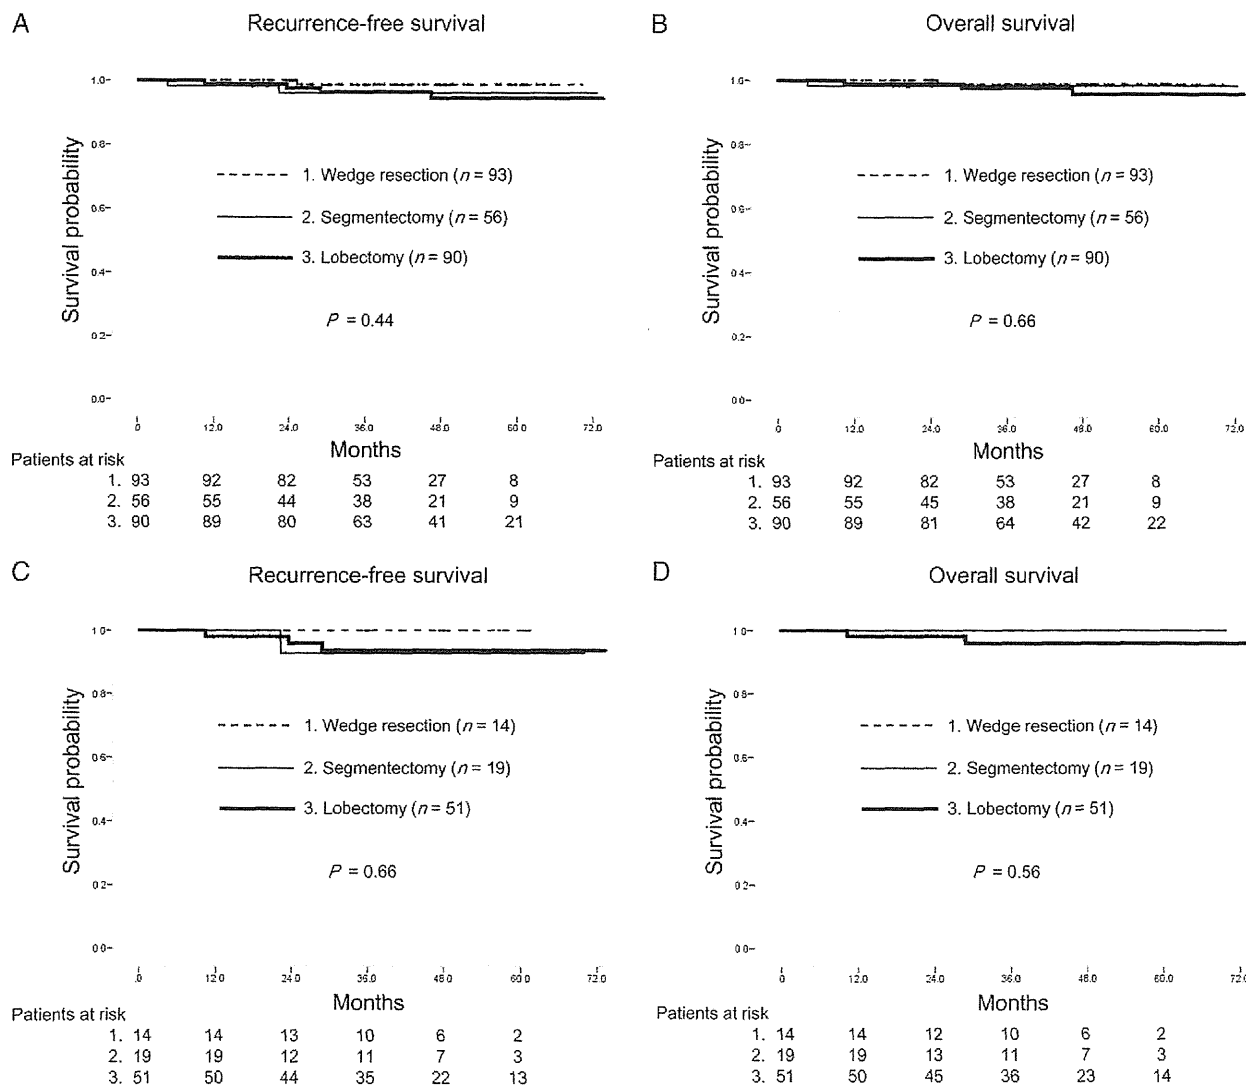 A
Recurrence-free survival
Survival probability
1.0
0.8
0.6
0.4
0.2
0.0
1. Wedge resection (n = 93)
2. Segmentectomy (n = 56)
3. Lobectomy (n = 90)
P = 0.44
.0 12.0 24.0 36.0 48.0 60.0 72.0
Months
Patients at risk
1. 93 92 82 53 27 8
2. 56 55 44 38 21 9
3. 90 89 80 63 41 21
B
Overall survival
Survival probability
1.0
0.8
0.6
0.4
0.2
0.0
1. Wedge resection (n = 93)
2. Segmentectomy (n = 56)
3. Lobectomy (n = 90)
P = 0.66
.0 12.0 24.0 36.0 48.0 60.0 72.0
Months
Patients at risk
1. 93 92 82 53 27 8
2. 56 55 45 38 21 9
3. 90 89 81 64 42 22
C
Recurrence-free survival
Survival probability
1.0
0.8
0.6
0.4
0.2
0.0
1. Wedge resection (n = 14)
2. Segmentectomy (n = 19)
3. Lobectomy (n = 51)
P = 0.66
.0 12.0 24.0 36.0 48.0 60.0 72.0
Months
Patients at risk
1. 14 14 13 10 6 2
2. 19 19 12 11 7 3
3. 51 50 44 35 22 13
D
Overall survival
Survival probability
1.0
0.8
0.6
0.4
0.2
0.0
1. Wedge resection (n = 14)
2. Segmentectomy (n = 19)
3. Lobectomy (n = 51)
P = 0.56
.0 12.0 24.0 36.0 48.0 60.0 72.0
Months
Patients at risk
1. 14 14 12 10 6 2
2. 19 19 13 11 7 3
3. 51 50 45 36 23 14